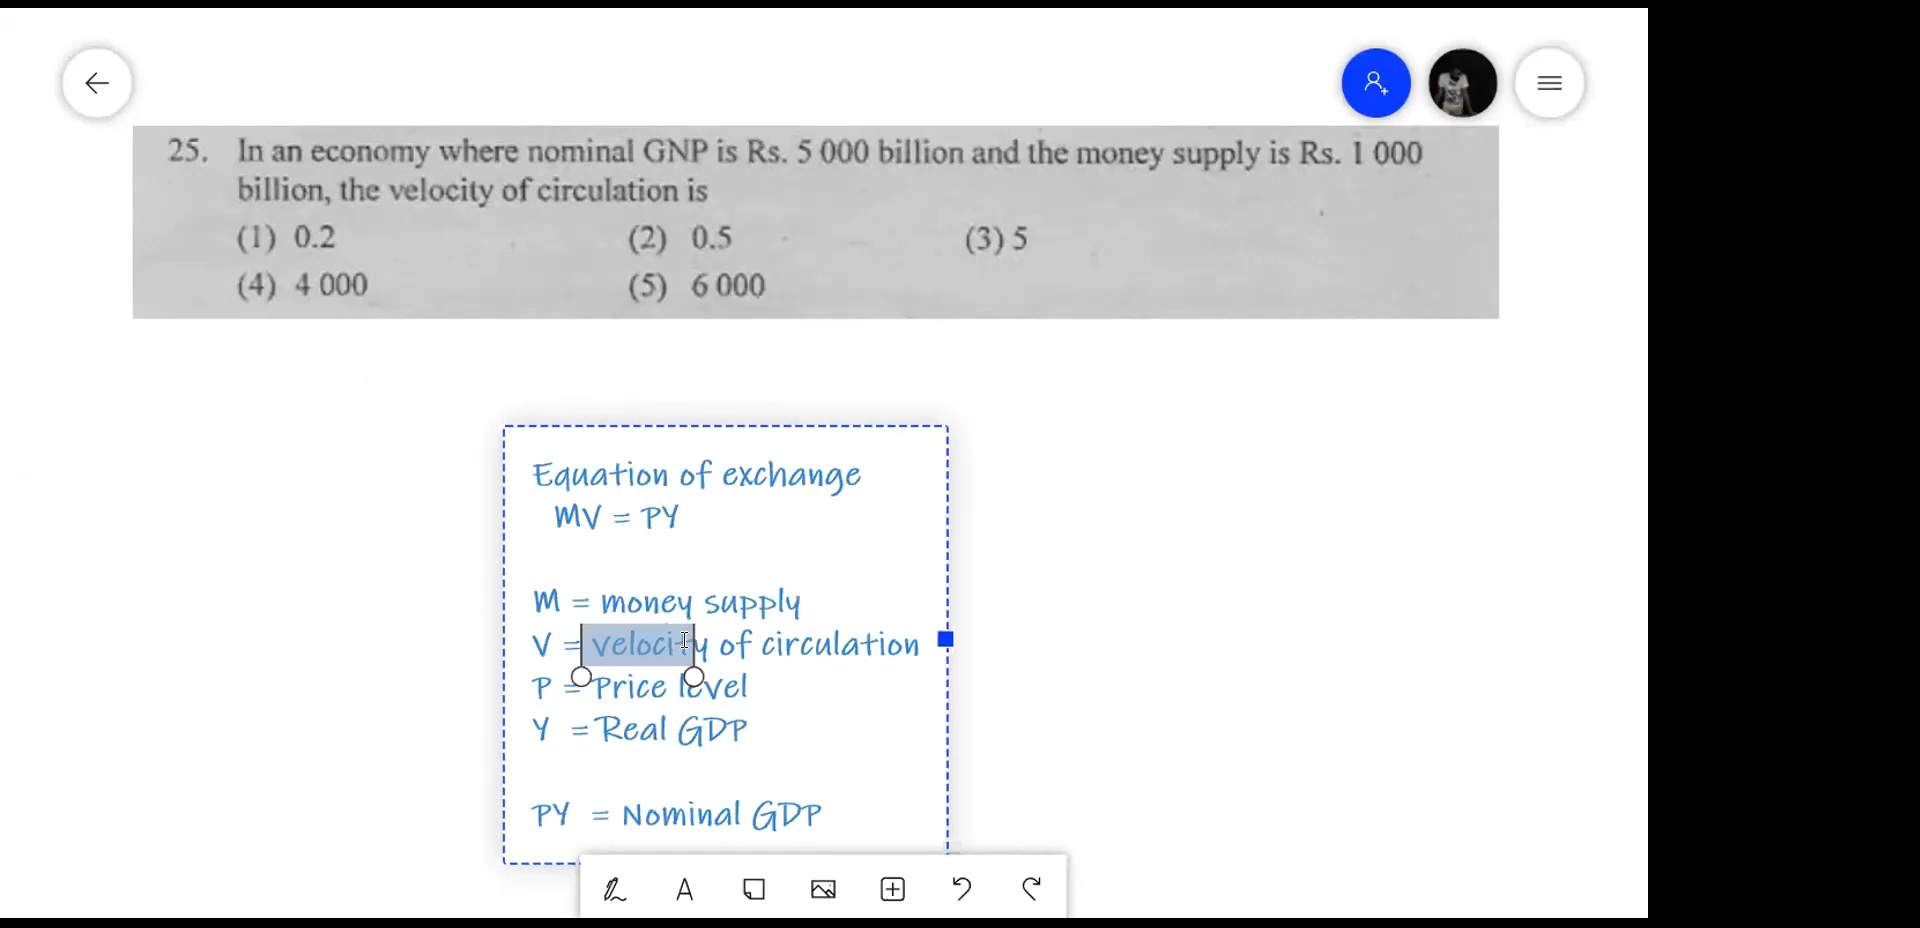 25. In an economy where nominal GNP is Rs. 5 000 billion and the money supply is Rs. 1 000
billion, the velocity of circulation is
(1) 0.2 (2) 0.5 (3) 5
(4) 4 000 (5) 6 000
Equation of exchange
MV = PY
M = money supply
V = velocity of circulation
P = Price level
Y = Real GDP
PY = Nominal GDP
A